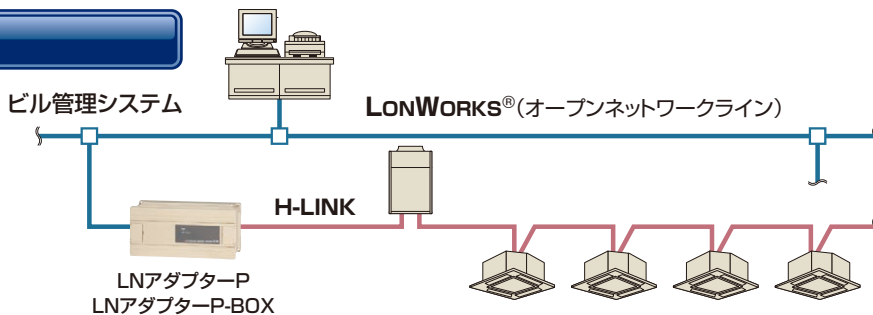 ビル管理システム
LONWORKS®(オープンネットワークライン)
H-LINK
LNアダプターP
LNアダプターP-BOX